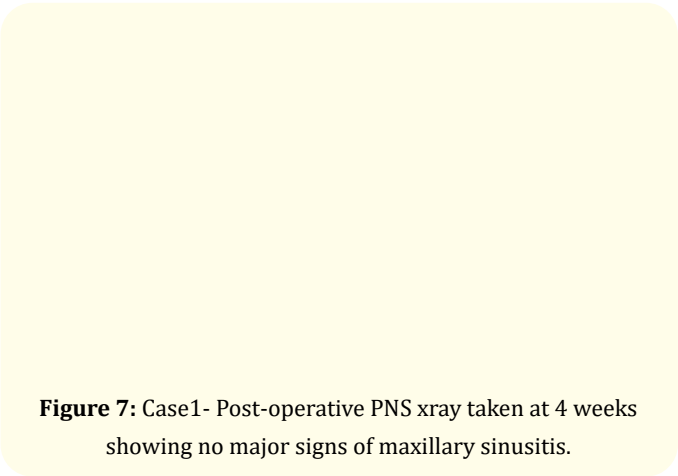 Figure 7: Case1- Post-operative PNS xray taken at 4 weeks
showing no major signs of maxillary sinusitis.